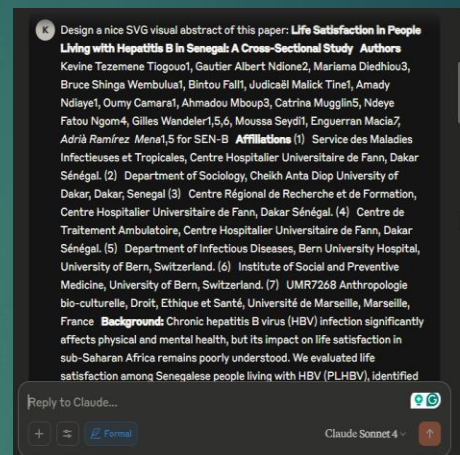 K Design a nice SVG visual abstract of this paper: Life Satisfaction in People
Living with Hepatitis B in Senegal: A Cross-Sectional Study Authors
Kevine Tezemene Tiogouo1, Gautier Albert Ndione2, Mariama Diedhiou3,
Bruce Shinga Wembulua1, Bintou Fall1, Judicaël Malick Tine1, Amady
Ndiaye1, Oumy Camara1, Ahmadou Mboup3, Catrina Mugglin5, Ndeye
Fatou Ngom4, Gilles Wandeler1,5,6, Moussa Seydi1, Enguerran Macia7,
Adrià Ramírez Mena1,5 for SEN-B Affiliations (1) Service des Maladies
Infectieuses et Tropicales, Centre Hospitalier Universitaire de Fann, Dakar
Sénégal. (2) Department of Sociology, Cheikh Anta Diop University of
Dakar, Dakar, Senegal (3) Centre Régional de Recherche et de Formation,
Centre Hospitalier Universitaire de Fann, Dakar Sénégal. (4) Centre de
Traitement Ambulatoire, Centre Hospitalier Universitaire de Fann, Dakar
Sénégal. (5) Department of Infectious Diseases, Bern University Hospital,
University of Bern, Switzerland. (6) Institute of Social and Preventive
Medicine, University of Bern, Switzerland. (7) UMR7268 Anthropologie
bio-culturelle, Droit, Ethique et Santé, Université de Marseille, Marseille,
France Background: Chronic hepatitis B virus (HBV) infection significantly
affects physical and mental health, but its impact on life satisfaction in
sub-Saharan Africa remains poorly understood. We evaluated life
satisfaction among Senegalese people living with HBV (PLHBV), identified
Reply to Claude...
Formal
Claude Sonnet 4